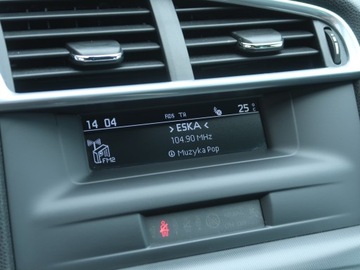 14 04 RDS TA 25°
> ESKA <
104.90 MHz
FM2 Muzyka Pop